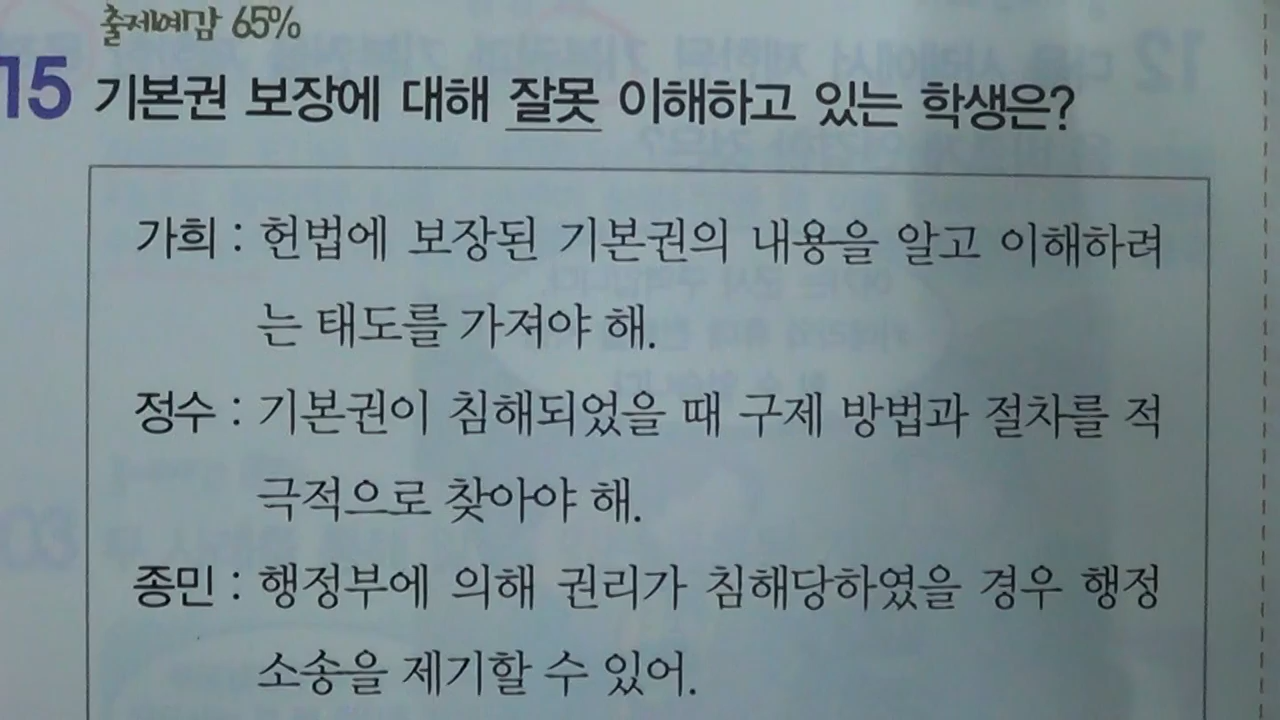 출제예감 65%
15 기본권 보장에 대해 잘못 이해하고 있는 학생은?
가희 : 헌법에 보장된 기본권의 내용을 알고 이해하려
는 태도를 가져야 해.
정수 : 기본권이 침해되었을 때 구제 방법과 절차를 적
극적으로 찾아야 해.
종민 : 행정부에 의해 권리가 침해당하였을 경우 행정
소송을 제기할 수 있어.